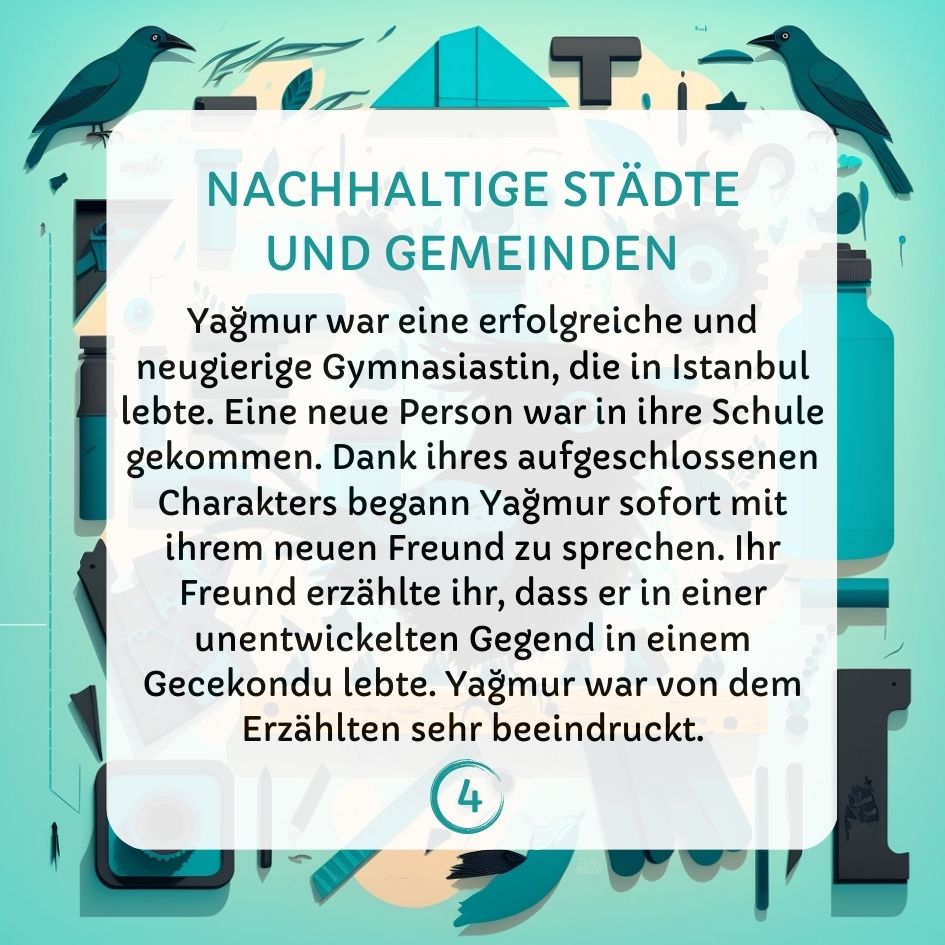 NACHHALTIGE STÄDTE
UND GEMEINDEN
Yağmur war eine erfolgreiche und
neugierige Gymnasiastin, die in Istanbul
lebte. Eine neue Person war in ihre Schule
gekommen. Dank ihres aufgeschlossenen
Charakters begann Yağmur sofort mit
ihrem neuen Freund zu sprechen. Ihr
Freund erzählte ihr, dass er in einer
unentwickelten Gegend in einem
Gecekondu lebte. Yağmur war von dem
Erzählten sehr beeindruckt.
4